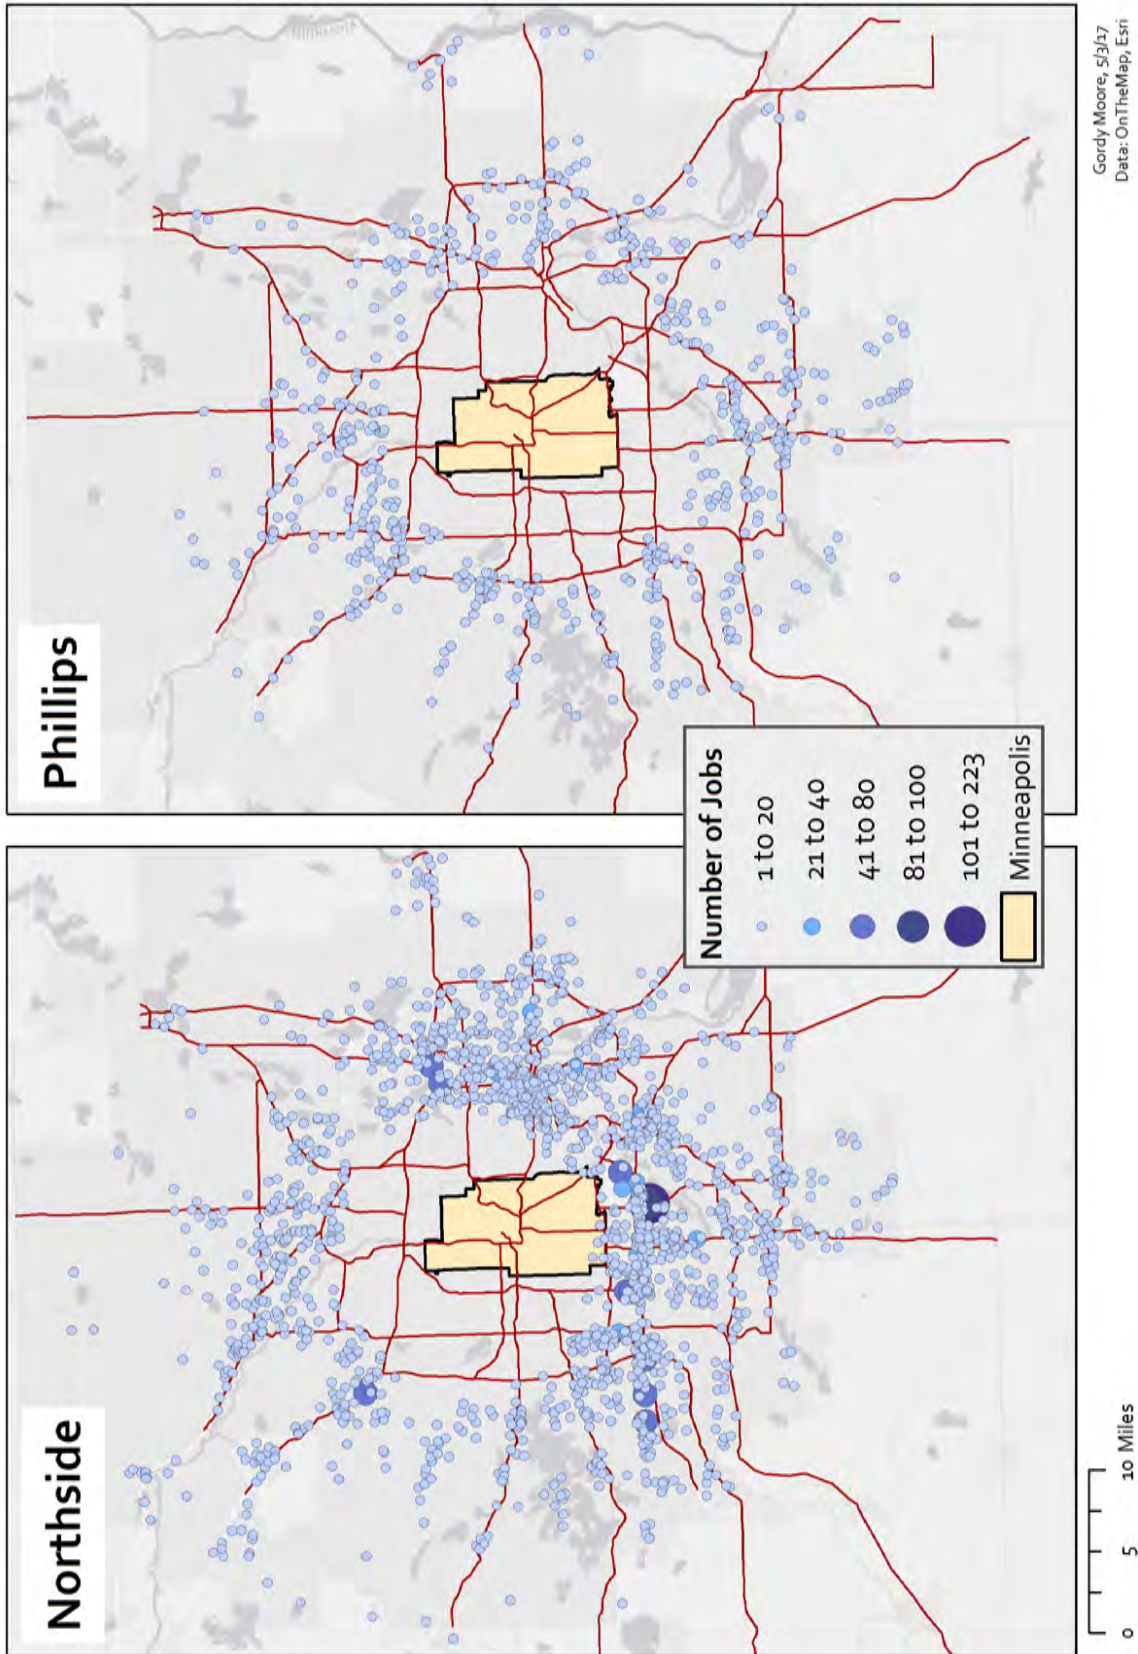 Northside
Phillips
Number of Jobs
1 to 20
21 to 40
41 to 80
81 to 100
101 to 223
Minneapolis
0 5 10 Miles
Gordy Moore, 5/3/17
Data: OnTheMap, Esri